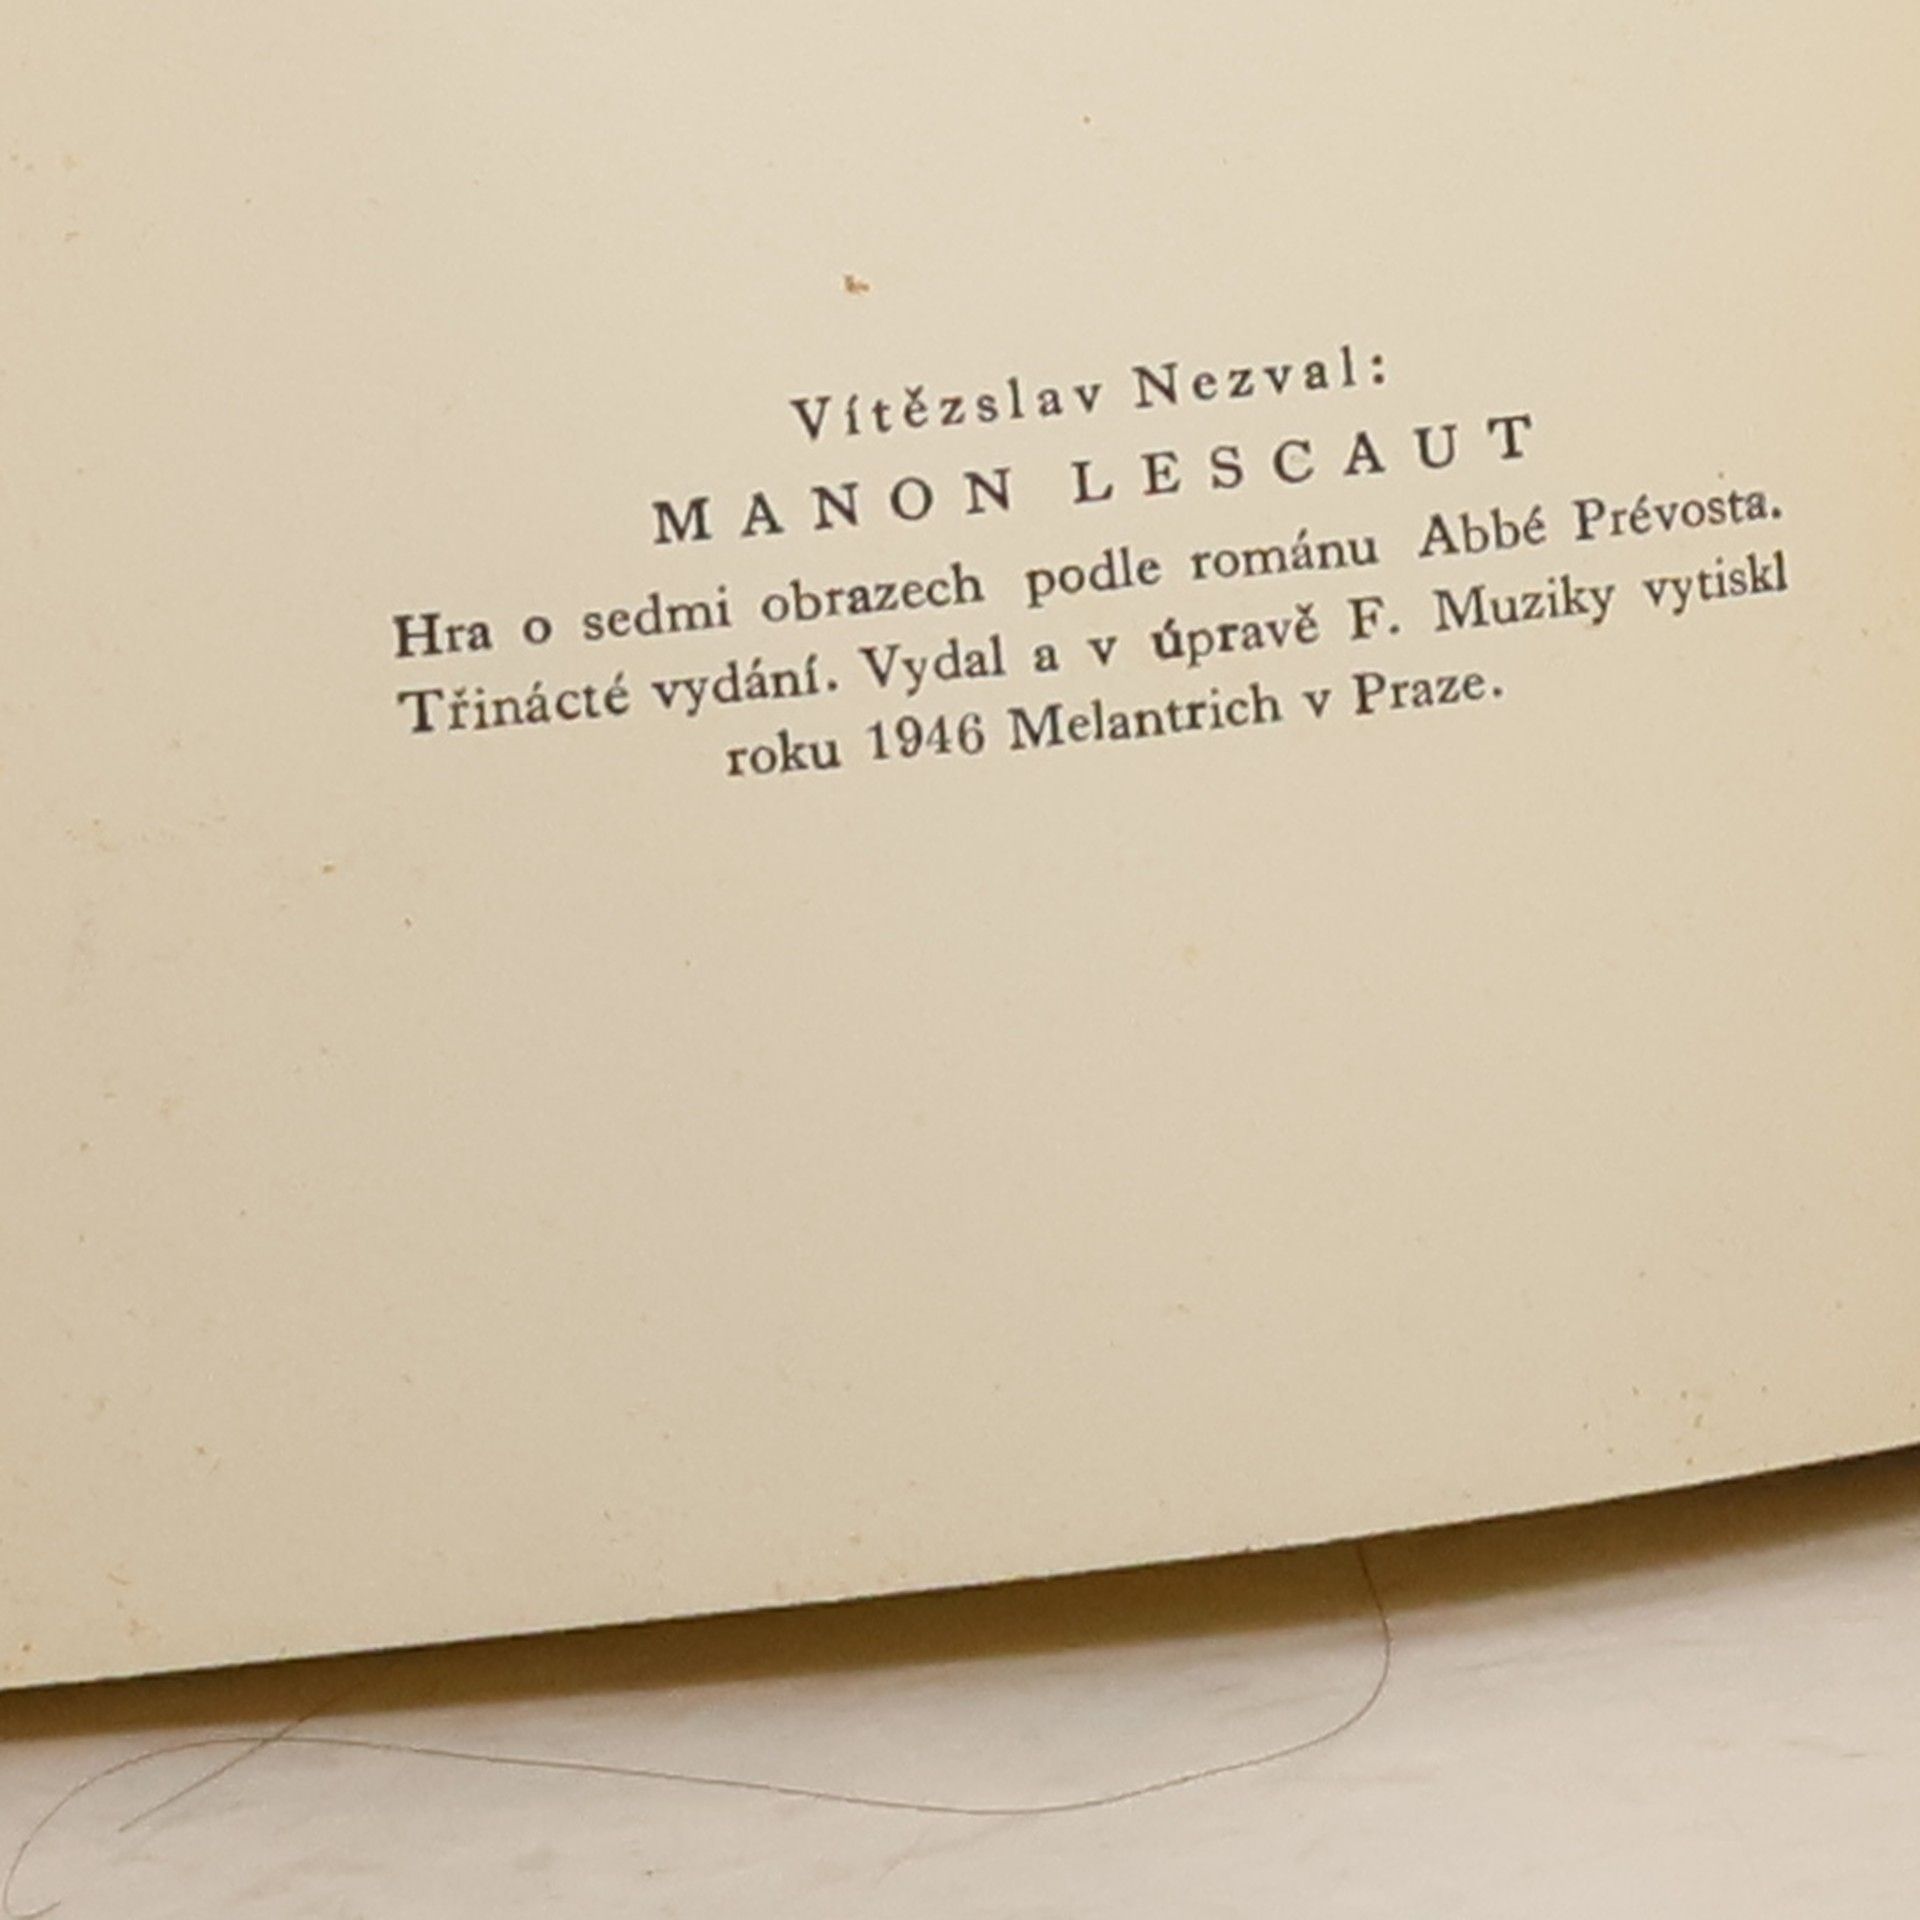 Vítězslav Nezval:
MANON LESCAUT
Hra o sedmi obrazech podle románu Abbé Prévosta.
Třinácté vydání. Vydal a v úpravě F. Muziky vytiskl
roku 1946 Melantrich v Praze.